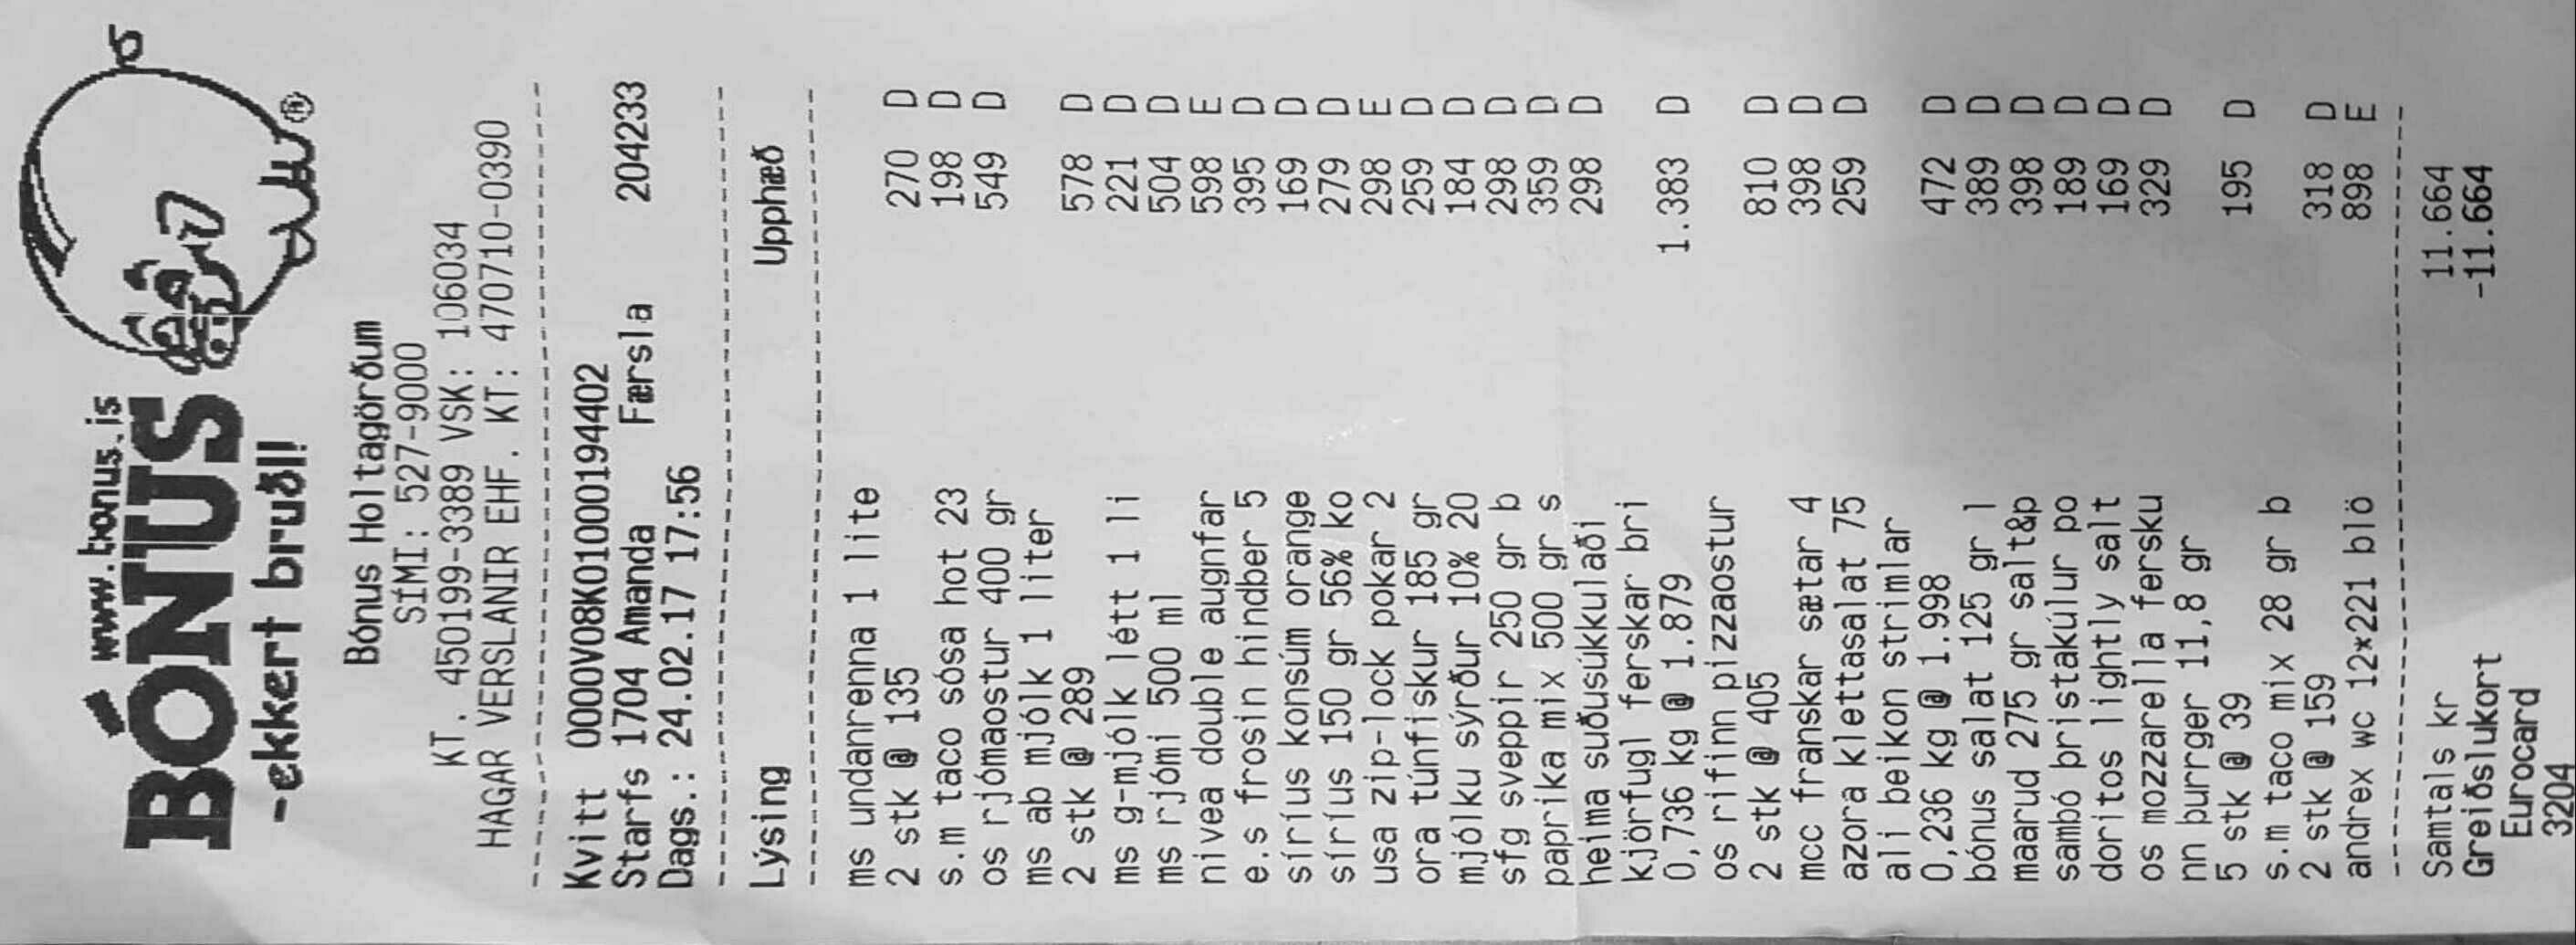 www.bonus.is
BÓNUS
-ekkert bruðl!
®
Bónus Holtagörðum
SÍMI: 527-9000
KT. 450199-3389 VSK: 106034
HAGAR VERSLANIR EHF. KT: 470710-0390
Kvitt 0000V08K01000194402
Starfs 1704 Amanda Færsla 204233
Dags.: 24.02.17 17:56
Lýsing Upphæð
ms undanrenna 1 lite
2 stk @ 135 270 D
s.m taco sósa hot 23 198 D
os rjómaostur 400 gr 549 D
ms ab mjólk 1 liter
2 stk @ 289 578 D
ms g-mjólk létt 1 li 221 D
ms rjómi 500 ml 504 D
nivea double augnfar 598 E
e.s frosin hindber 5 395 D
síríus konsúm orange 169 D
síríus 150 gr 56% ko 279 D
usa zip-lock pokar 2 298 E
ora túnfiskur 185 gr 259 D
mjólku sýrður 10% 20 184 D
sfg sveppir 250 gr b 298 D
paprika mix 500 gr s 359 D
heima suðusúkkulaði 298 D
kjörfugl ferskar bri
0,736 kg @ 1.879 1.383 D
os rifinn pizzaostur
2 stk @ 405 810 D
mcc franskar sætar 4 398 D
azora klettasalat 75 259 D
ali beikon strimlar
0,236 kg @ 1.998 472 D
bónus salat 125 gr l 389 D
maarud 275 gr salt&p 398 D
sambó bristakúlur po 189 D
doritos lightly salt 169 D
os mozzarella fersku 329 D
nn burrger 11,8 gr
5 stk @ 39 195 D
s.m taco mix 28 gr b
2 stk @ 159 318 D
andrex wc 12*221 blö 898 E
Samtals kr 11.664
Greiðslukort -11.664
Eurocard
3204